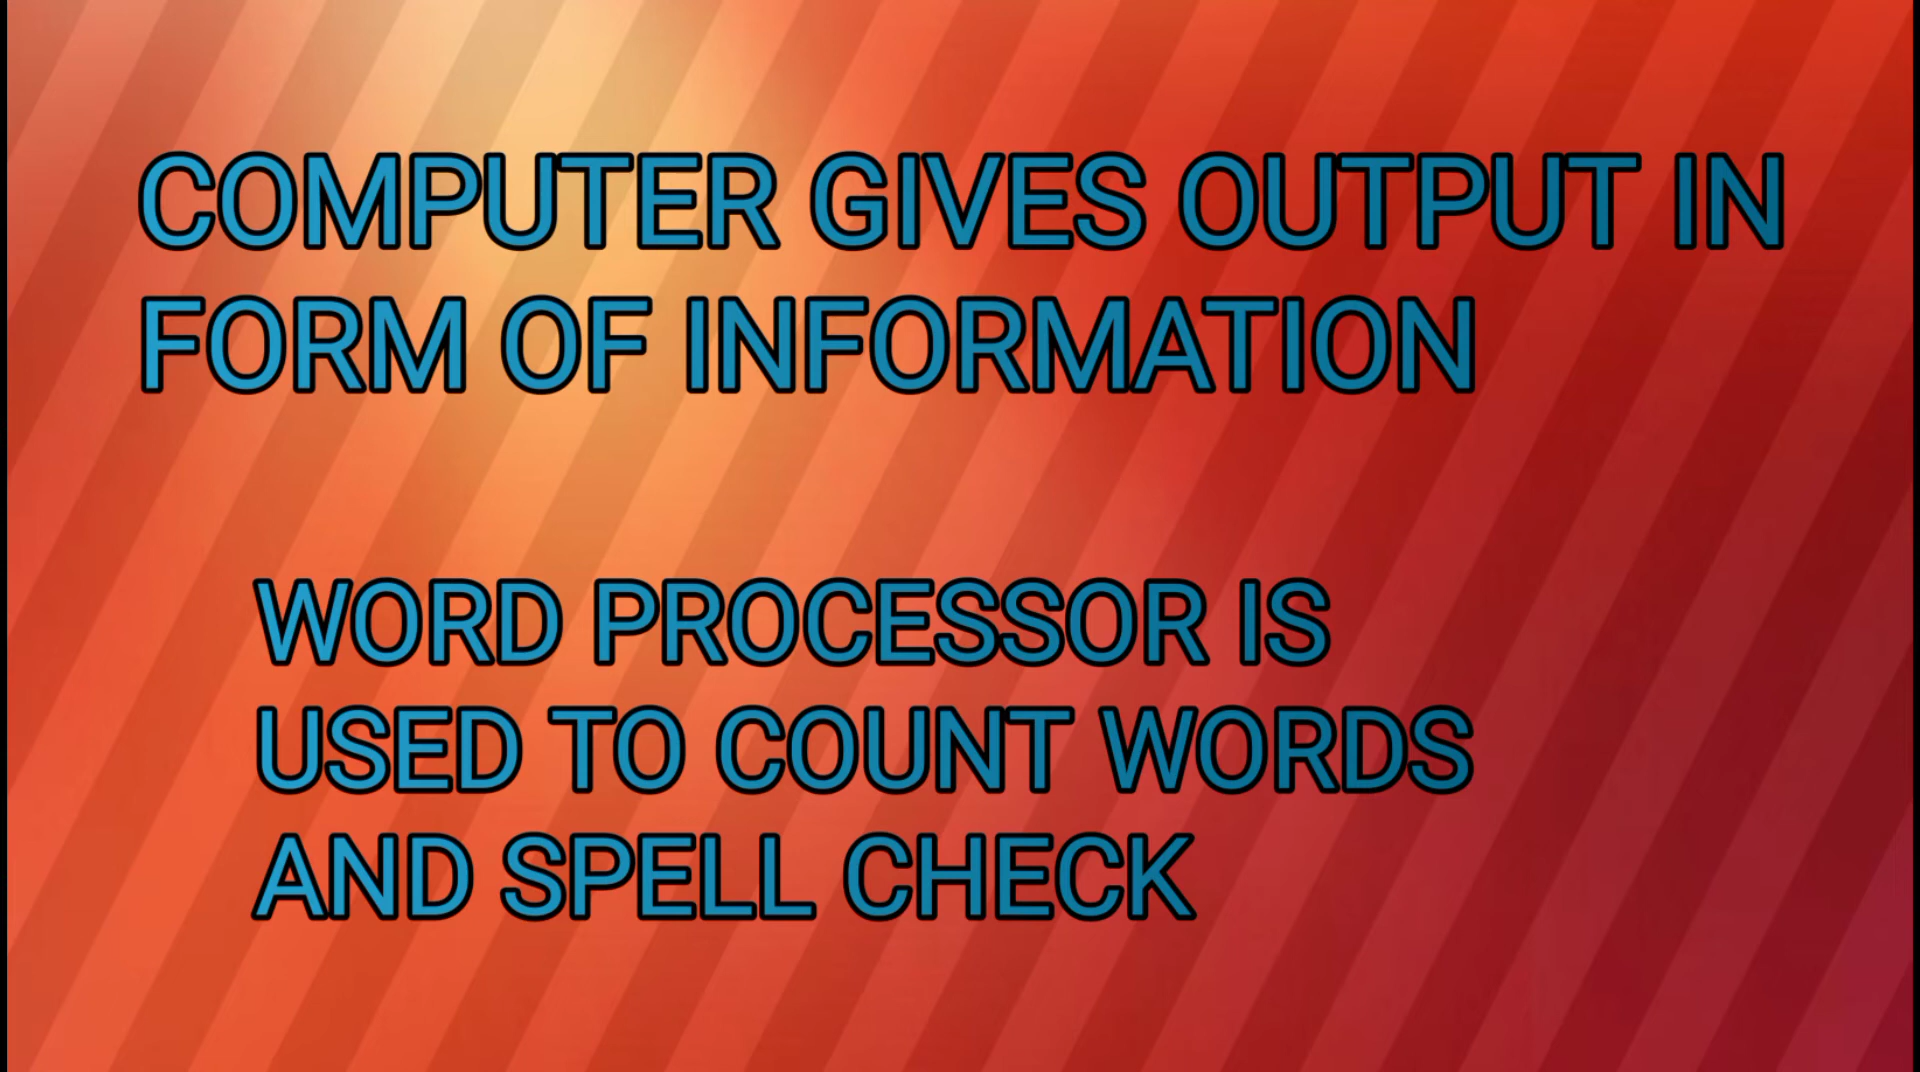 COMPUTER GIVES OUTPUT IN
FORM OF INFORMATION
WORD PROCESSOR IS
USED TO COUNT WORDS
AND SPELL CHECK